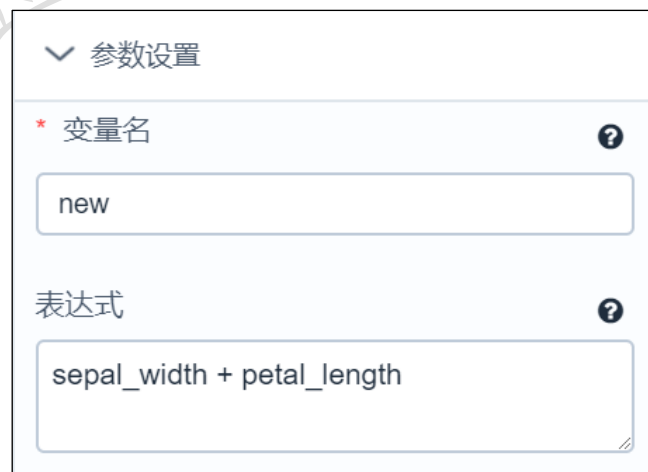 参数设置
* 变量名
new
表达式
sepal_width + petal_length